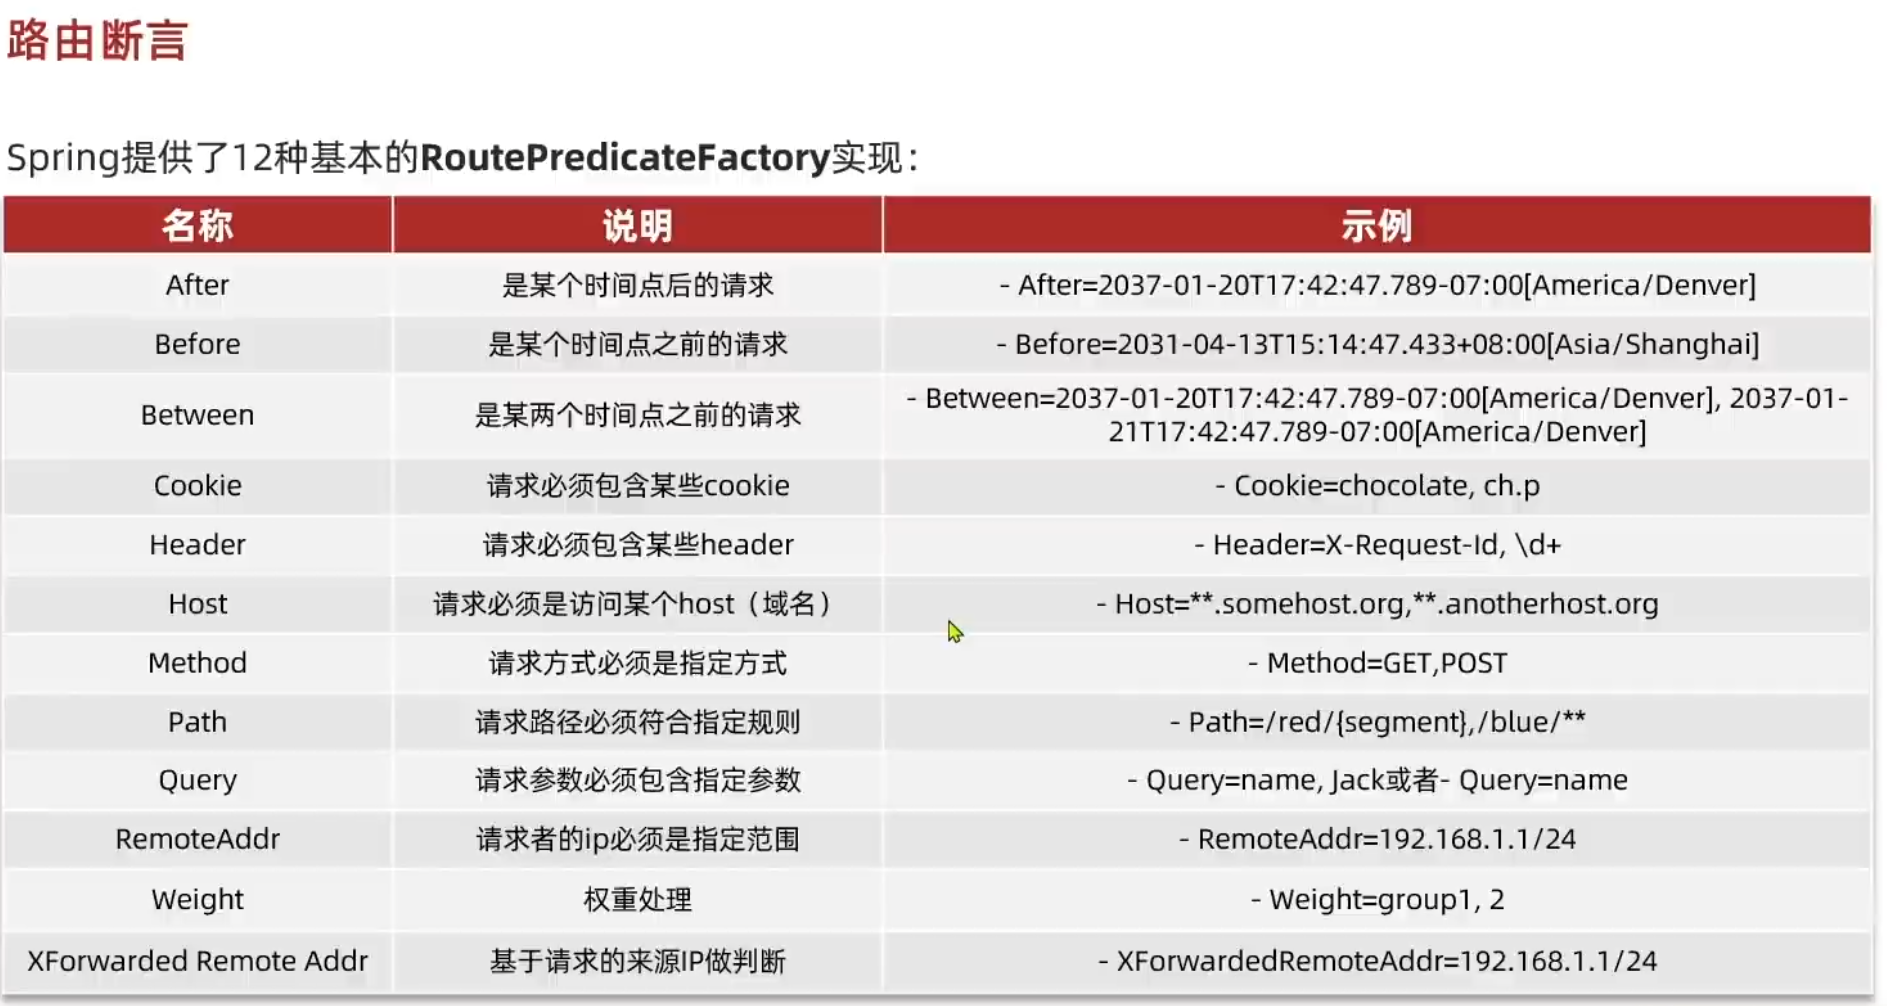 路由断言
Spring提供了12种基本的RoutePredicateFactory实现：
名称 说明 示例
After 是某个时间点后的请求 - After=2037-01-20T17:42:47.789-07:00[America/Denver]
Before 是某个时间点之前的请求 - Before=2031-04-13T15:14:47.433+08:00[Asia/Shanghai]
Between 是某两个时间点之前的请求 - Between=2037-01-20T17:42:47.789-07:00[America/Denver], 2037-01-
21T17:42:47.789-07:00[America/Denver]
Cookie 请求必须包含某些cookie - Cookie=chocolate, ch.p
Header 请求必须包含某些header - Header=X-Request-Id, \d+
Host 请求必须是访问某个host（域名） - Host=**.somehost.org,**.anotherhost.org
Method 请求方式必须是指定方式 - Method=GET,POST
Path 请求路径必须符合指定规则 - Path=/red/{segment},/blue/**
Query 请求参数必须包含指定参数 - Query=name, Jack或者- Query=name
RemoteAddr 请求者的ip必须是指定范围 - RemoteAddr=192.168.1.1/24
Weight 权重处理 - Weight=group1, 2
XForwarded Remote Addr 基于请求的来源IP做判断 - XForwardedRemoteAddr=192.168.1.1/24